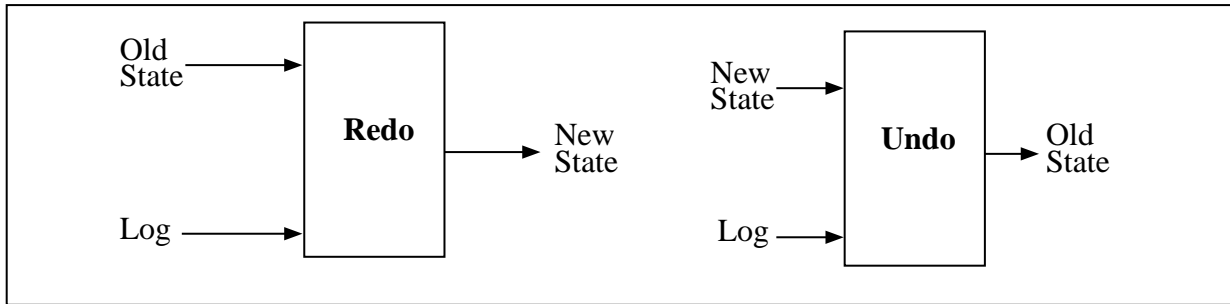 Old
State
Redo
New
State
Log
New
State
Undo
Old
State
Log